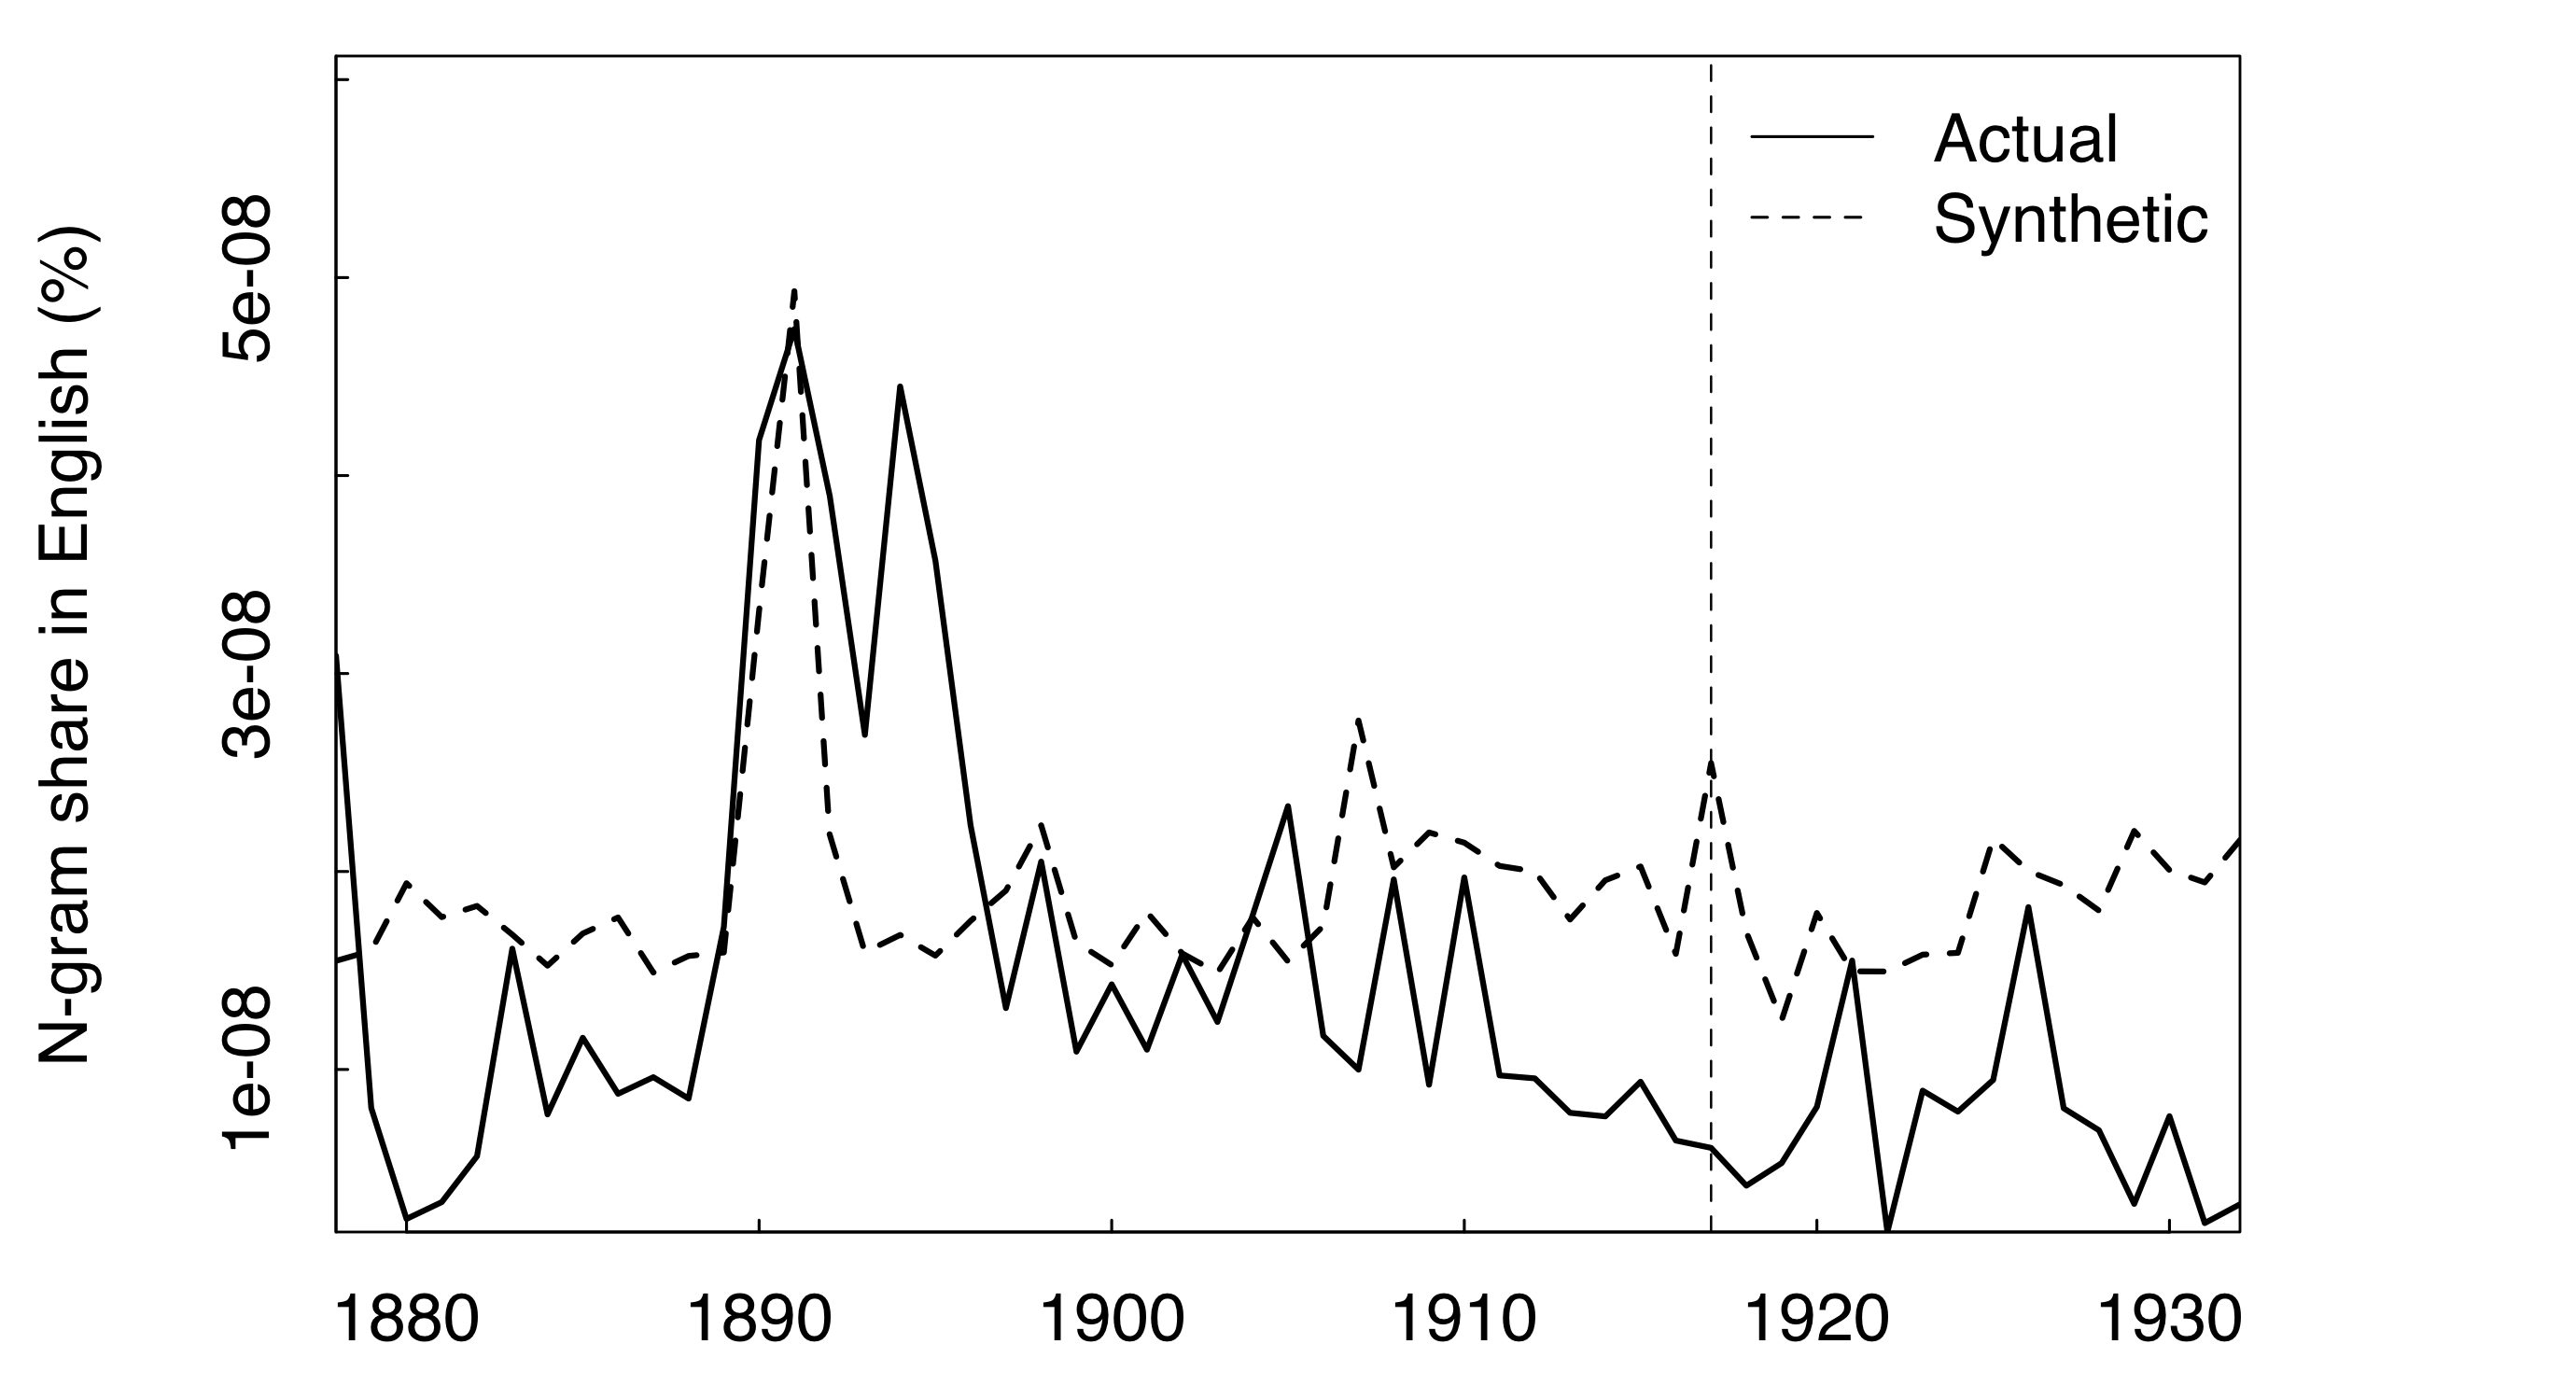 N-gram share in English (%)
5e-08
3e-08
1e-08
Actual
Synthetic
1880 1890 1900 1910 1920 1930